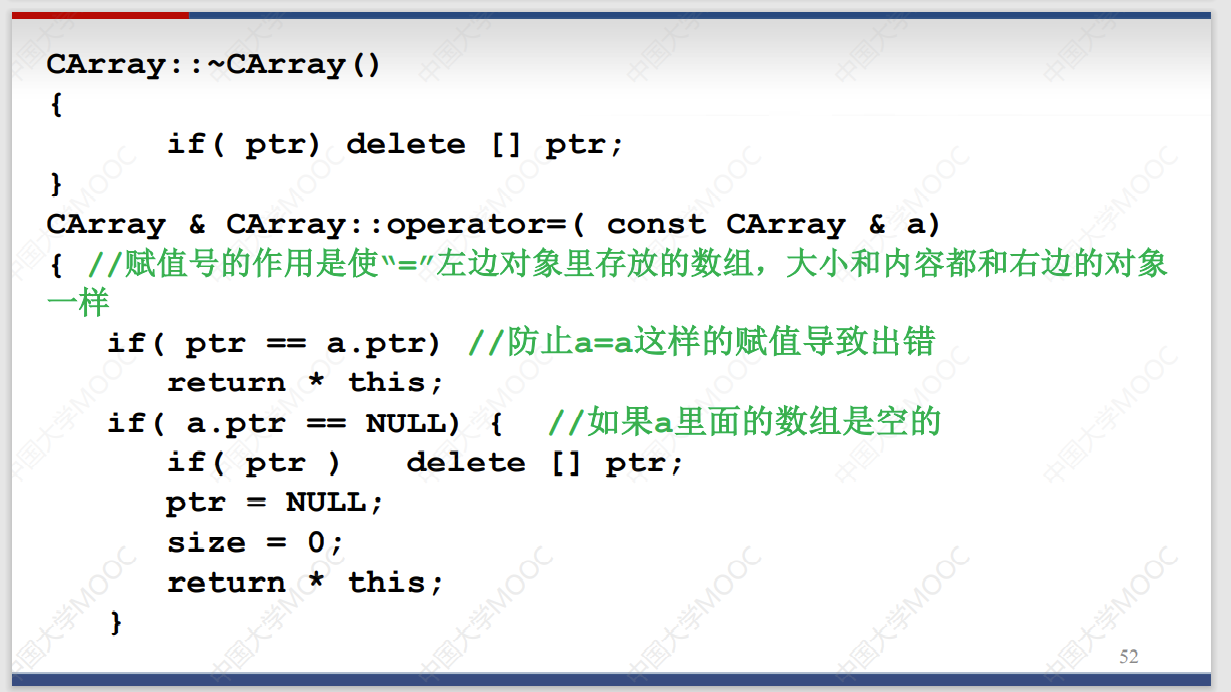 CArray::~CArray()
{
if( ptr) delete [] ptr;
}
CArray & CArray::operator=( const CArray & a)
{ //赋值号的作用是使“=”左边对象里存放的数组，大小和内容都和右边的对象
一样
if( ptr == a.ptr) //防止a=a这样的赋值导致出错
return * this;
if( a.ptr == NULL) { //如果a里面的数组是空的
if( ptr ) delete [] ptr;
ptr = NULL;
size = 0;
return * this;
}
52
中国大学MOOC